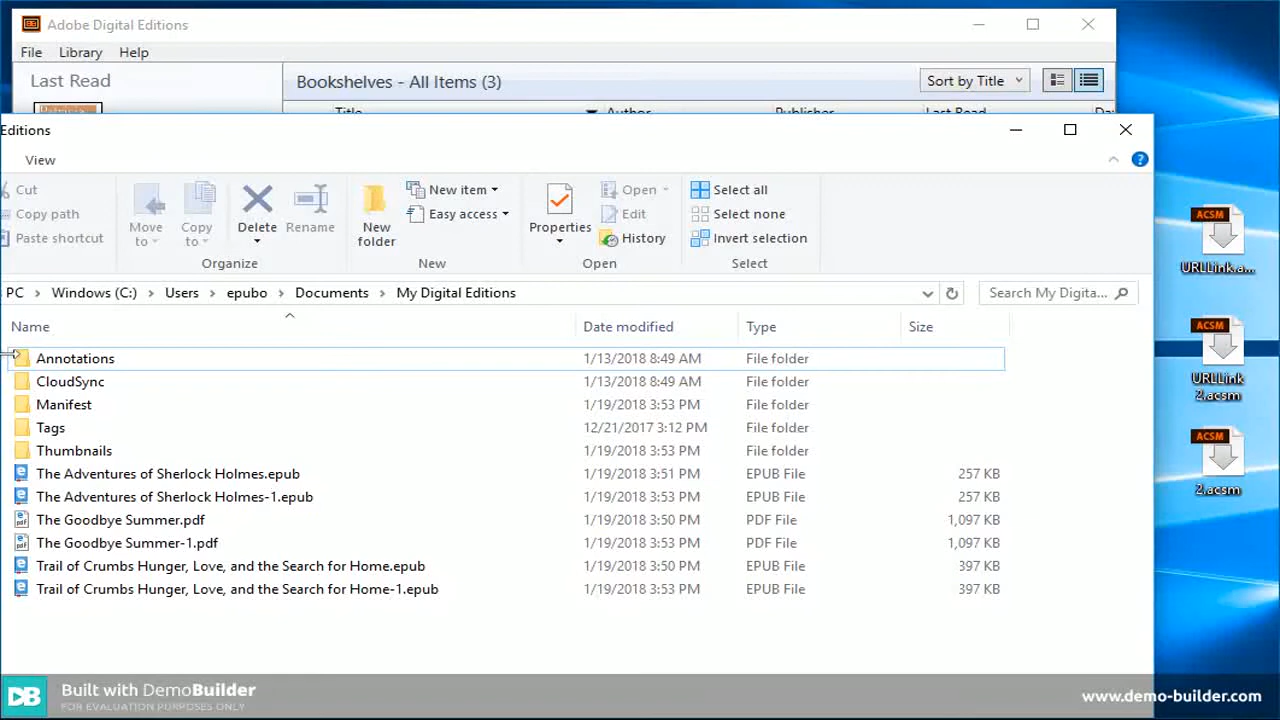 Adobe Digital Editions
File Library Help
Last Read
Bookshelves - All Items (3)
Sort by Title
Title Author Publisher Last Read
Editions
View
Cut
Copy path
Paste shortcut
Move to
Copy to
Delete
Rename
Organize
New folder
New item
Easy access
New
Properties
Open
Edit
History
Open
Select all
Select none
Invert selection
Select
PC Windows (C:) Users epubo Documents My Digital Editions
Search My Digita...
Name Date modified Type Size
Annotations 1/13/2018 8:49 AM File folder
CloudSync 1/13/2018 8:49 AM File folder
Manifest 1/19/2018 3:53 PM File folder
Tags 12/21/2017 3:12 PM File folder
Thumbnails 1/19/2018 3:53 PM File folder
The Adventures of Sherlock Holmes.epub 1/19/2018 3:51 PM EPUB File 257 KB
The Adventures of Sherlock Holmes-1.epub 1/19/2018 3:53 PM EPUB File 257 KB
The Goodbye Summer.pdf 1/19/2018 3:50 PM PDF File 1,097 KB
The Goodbye Summer-1.pdf 1/19/2018 3:53 PM PDF File 1,097 KB
Trail of Crumbs Hunger, Love, and the Search for Home.epub 1/19/2018 3:50 PM EPUB File 397 KB
Trail of Crumbs Hunger, Love, and the Search for Home-1.epub 1/19/2018 3:53 PM EPUB File 397 KB
ACSM
URLLink.a...
ACSM
URLLink
2.acsm
ACSM
2.acsm
DB
Built with DemoBuilder
FOR EVALUATION PURPOSES ONLY
www.demo-builder.com